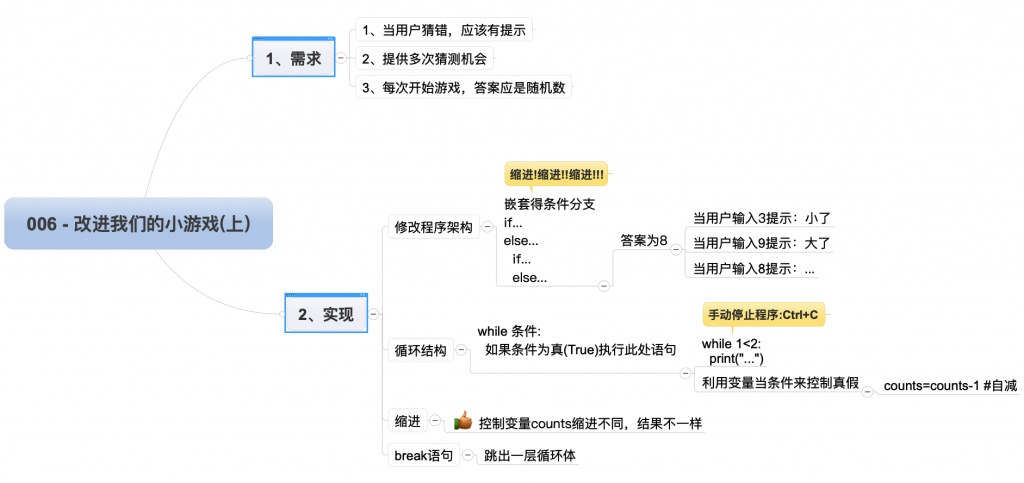 006 - 改进我们的小游戏(上)
1、需求
1、当用户猜错，应该有提示
2、提供多次猜测机会
3、每次开始游戏，答案应是随机数
2、实现
修改程序架构
缩进!缩进!!缩进!!!
嵌套得条件分支
if...
else...
if...
else...
答案为8
当用户输入3提示：小了
当用户输入9提示：大了
当用户输入8提示：...
循环结构
while 条件:
如果条件为真(True)执行此处语句
手动停止程序:Ctrl+C
while 1<2:
print("...")
利用变量当条件来控制真假
counts=counts-1 #自减
缩进
控制变量counts缩进不同，结果不一样
break语句
跳出一层循环体